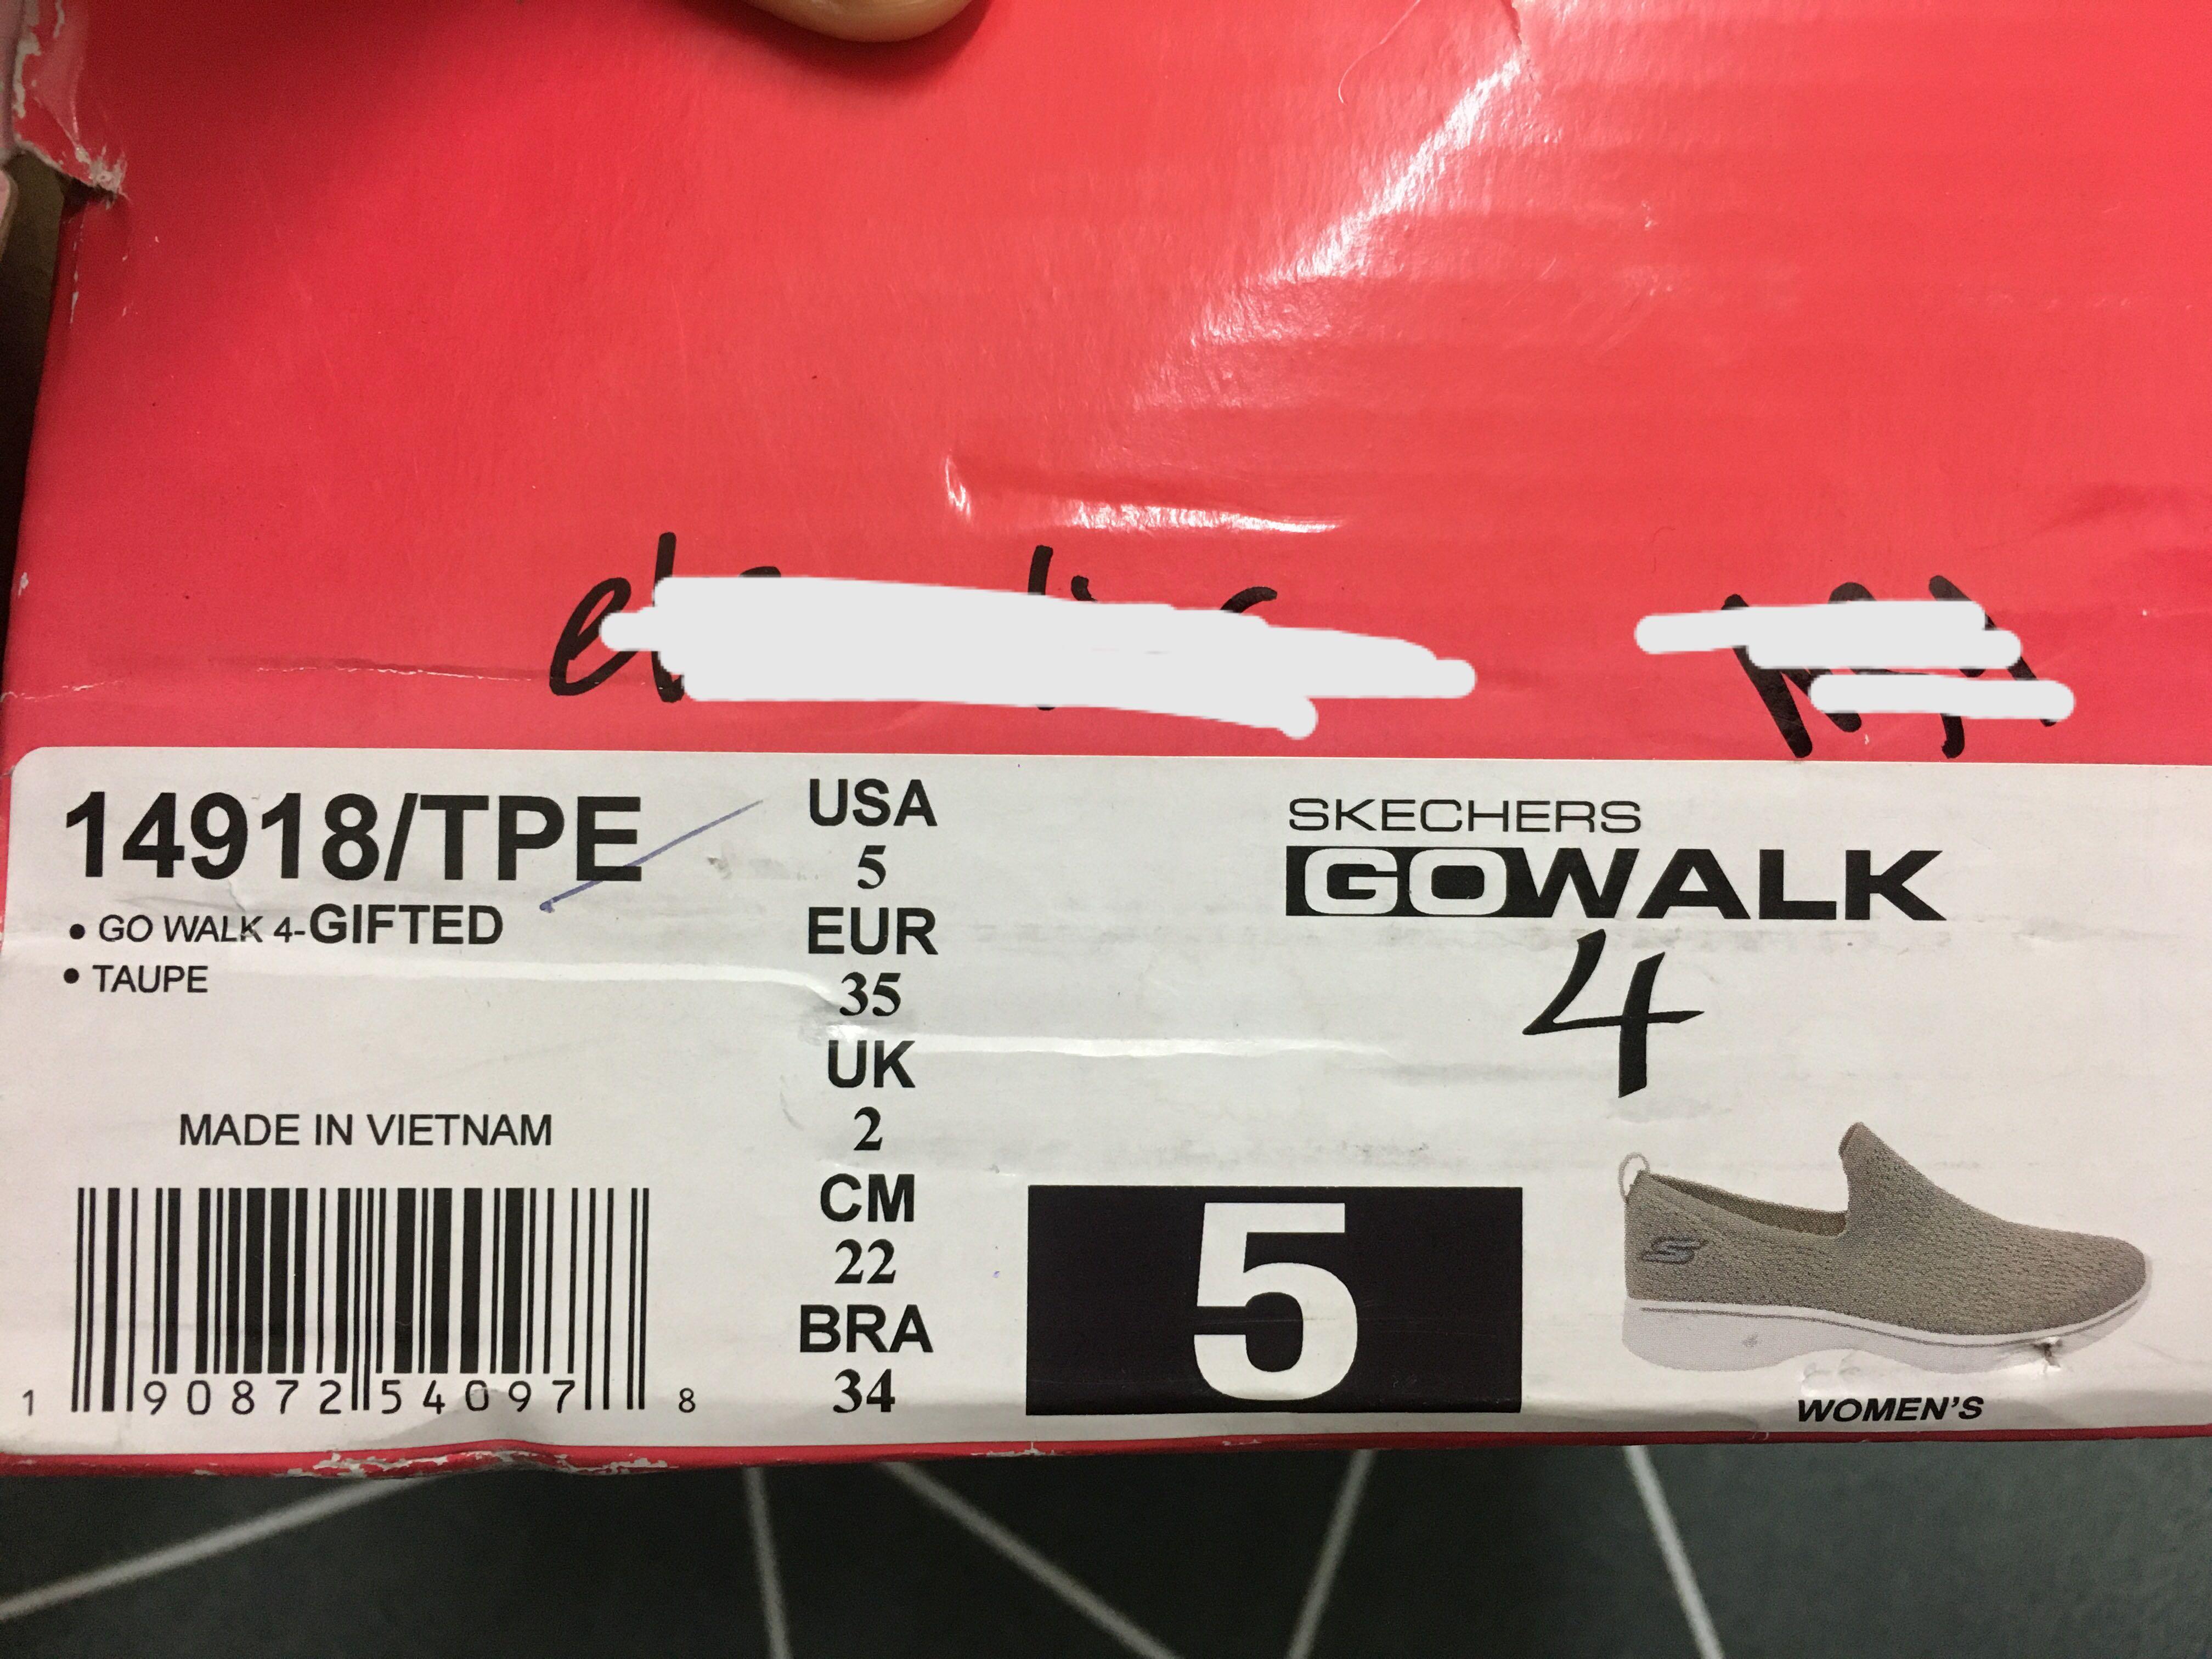 14918/TPE
• GO WALK 4-GIFTED
• TAUPE
MADE IN VIETNAM
1 90872 54097 8
USA
5
EUR
35
UK
2
CM
22
BRA
34
SKECHERS
GOWALK
4
5
WOMEN'S